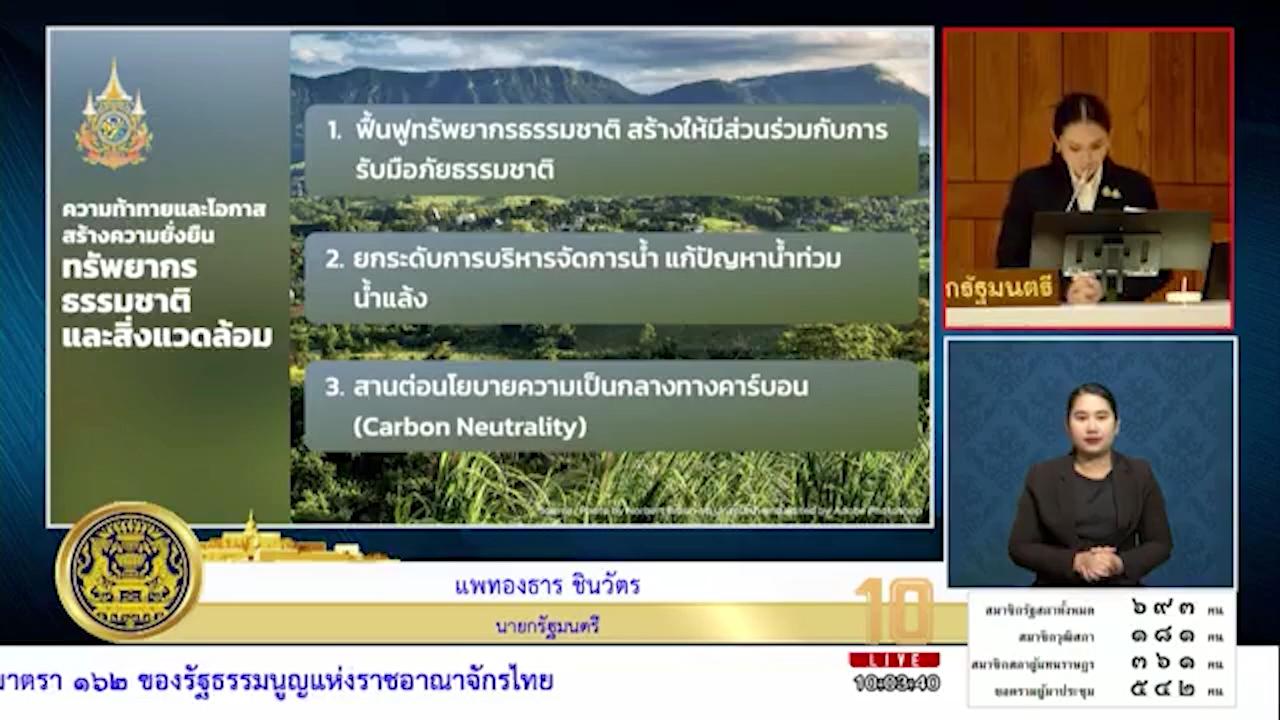 ความท้าทายและโอกาส
สร้างความยั่งยืน
ทรัพยากร
ธรรมชาติ
และสิ่งแวดล้อม
1. ฟื้นฟูทรัพยากรธรรมชาติ สร้างให้มีส่วนร่วมกับการ
รับมือภัยธรรมชาติ
2. ยกระดับการบริหารจัดการน้ำ แก้ปัญหาน้ำท่วม
น้ำแล้ง
3. สานต่อนโยบายความเป็นกลางทางคาร์บอน
(Carbon Neutrality)
กรัฐมนตรี
แพทองธาร ชินวัตร
นายกรัฐมนตรี
10
LIVE
10:03:40
มาตรา ๑๖๒ ของรัฐธรรมนูญแห่งราชอาณาจักรไทย
สมาชิกรัฐสภาทั้งหมด ๖๙๓ คน
สมาชิกวุฒิสภา ๑๘๑ คน
สมาชิกสภาผู้แทนราษฎร ๓๖๑ คน
ของผู้มาประชุม ๕๔๒ คน